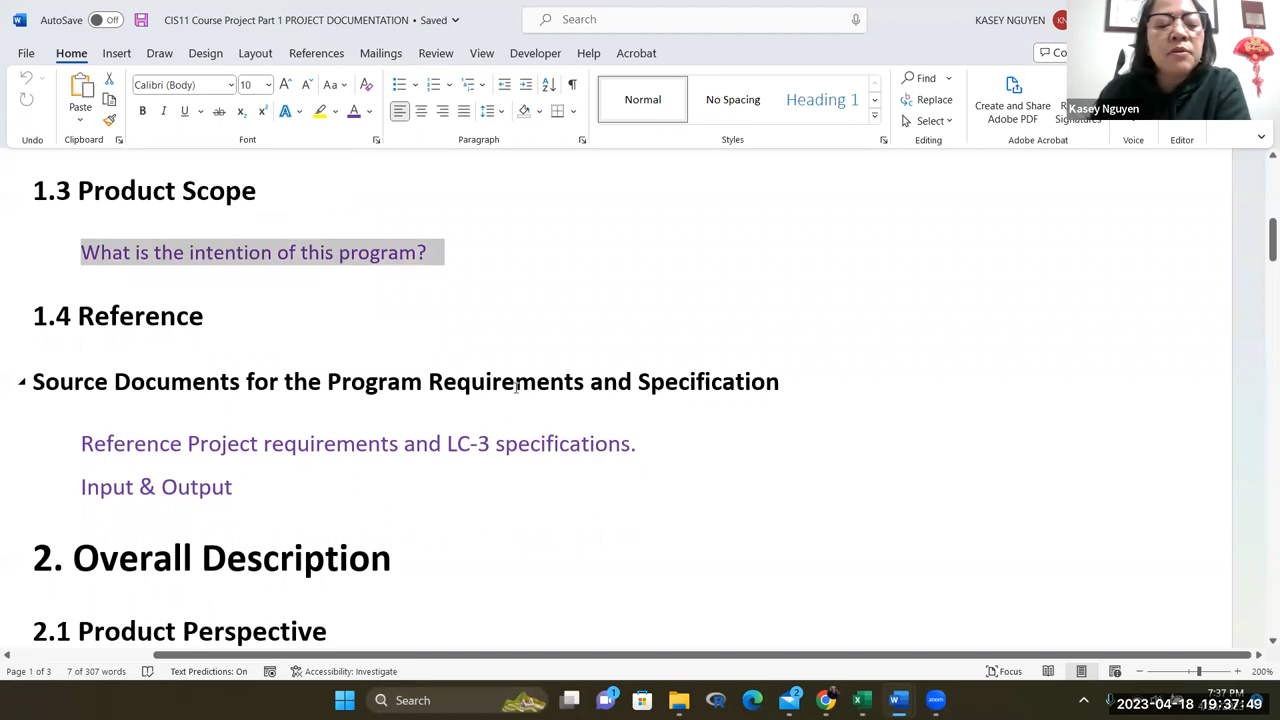 AutoSave Off CIS11 Course Project Part 1 PROJECT DOCUMENTATION • Saved Search KASEY NGUYEN
File Home Insert Draw Design Layout References Mailings Review View Developer Help Acrobat
Calibri (Body) 10 Aa
Paste
Normal No Spacing Heading 1
Find
Replace
Select
Create and Share
Adobe PDF
Kasey Nguyen
Undo Clipboard Font Paragraph Styles Editing Adobe Acrobat Voice Editor
1.3 Product Scope
What is the intention of this program?
1.4 Reference
Source Documents for the Program Requirements and Specification
Reference Project requirements and LC-3 specifications.
Input & Output
2. Overall Description
2.1 Product Perspective
Page 1 of 3 7 of 307 words Text Predictions: On Accessibility: Investigate Focus 200%
Search
7:37 PM
2023-04-18 19:37:49